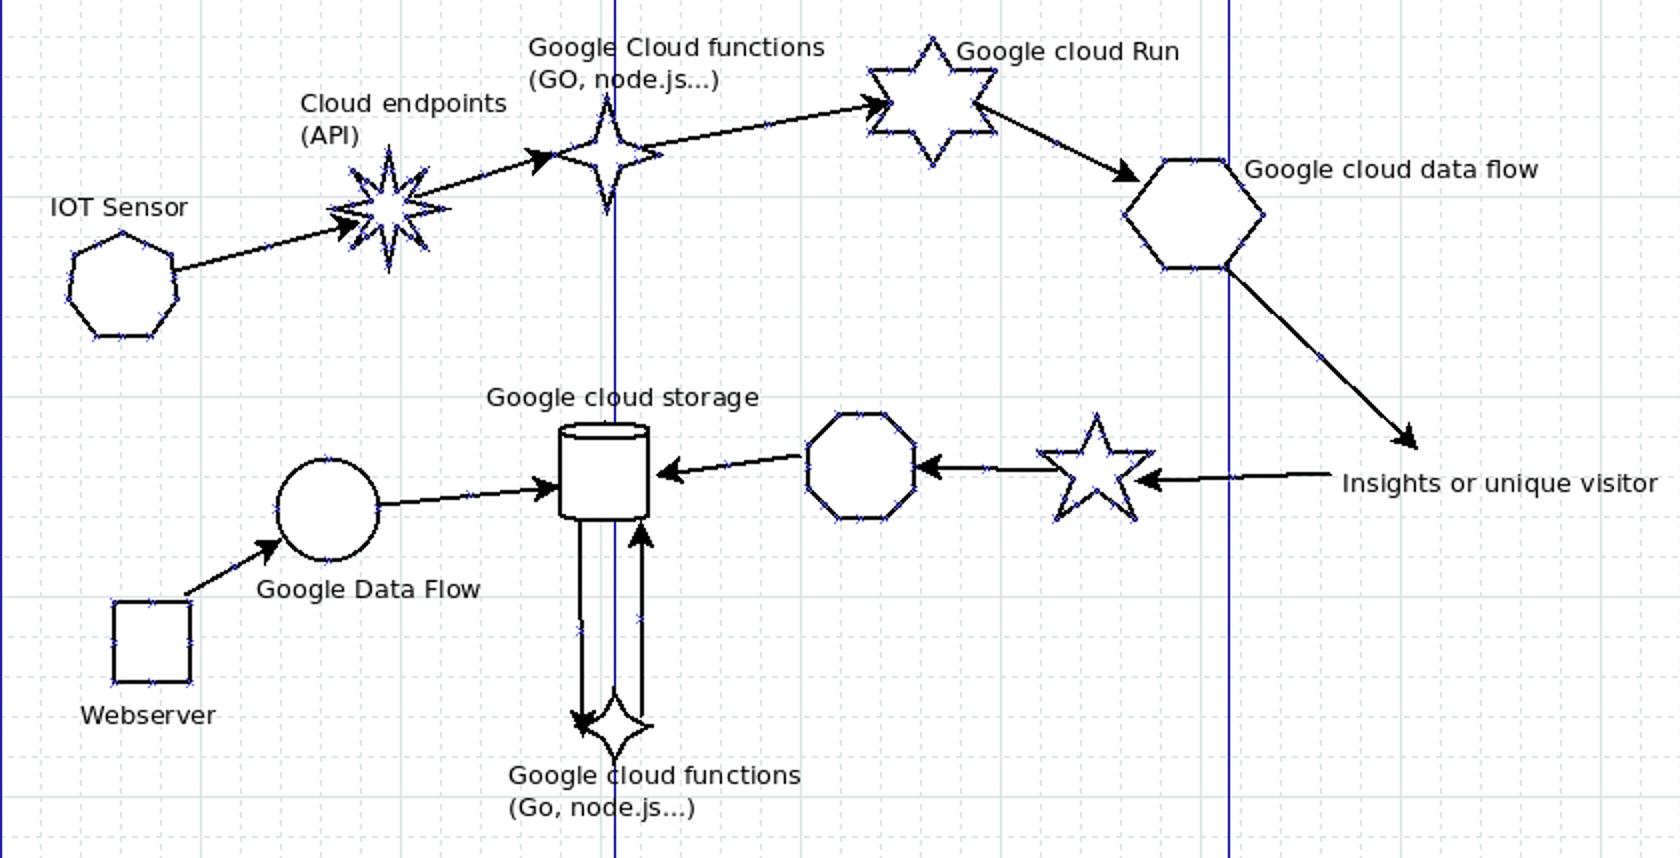 Google Cloud functions
(GO, node.js...)
Google cloud Run
Cloud endpoints
(API)
Google cloud data flow
IOT Sensor
Google cloud storage
Insights or unique visitor
Google Data Flow
Webserver
Google cloud functions
(Go, node.js...)